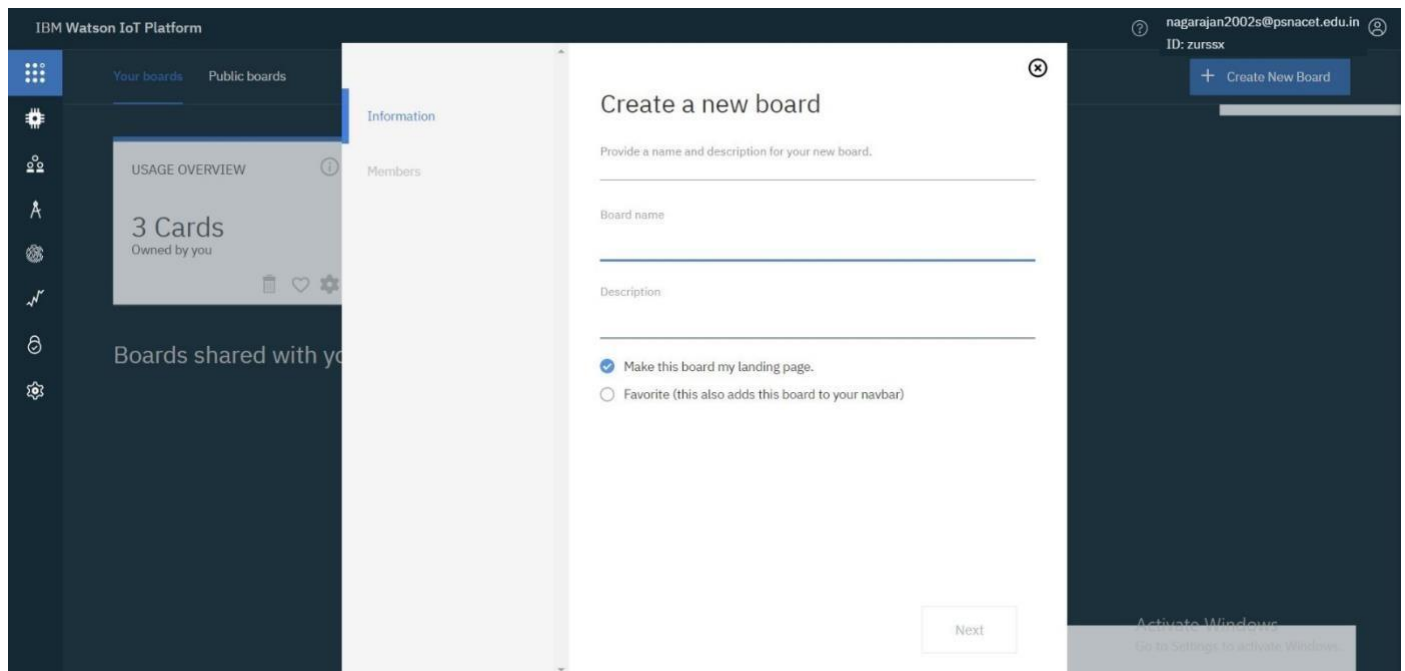 IBM Watson IoT Platform
nagarajan2002s@psnacet.edu.in
ID: zurssx
Your boards
Public boards
+ Create New Board
USAGE OVERVIEW
3 Cards
Owned by you
Boards shared with yo
Information
Members
Create a new board
Provide a name and description for your new board.
Board name
Description
Make this board my landing page.
Favorite (this also adds this board to your navbar)
Next
Activate Windows
Go to Settings to activate Windows.